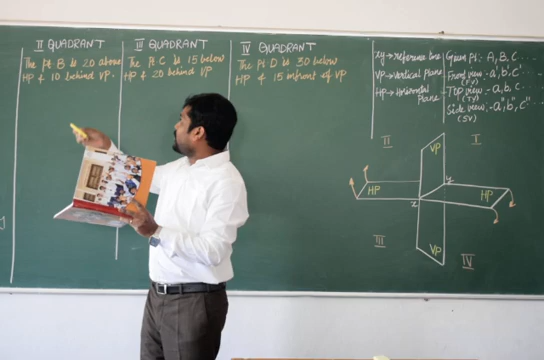 II QUADRANT
The pt B is 20 above
HP & 10 behind VP.
III QUADRANT
The pt C is 15 below
HP & 20 behind VP
IV QUADRANT
The pt D is 30 below
HP & 15 infront of VP
xy → reference line
VP → Vertical Plane
HP → Horizontal
Plane
Given pt :- A, B, C
Front view :- a', b', c'
(FV)
Top view :- a, b, c
(TV)
Side view :- a", b", c"
(SV)
II
I
VP
HP
y
HP
x
III
VP
IV